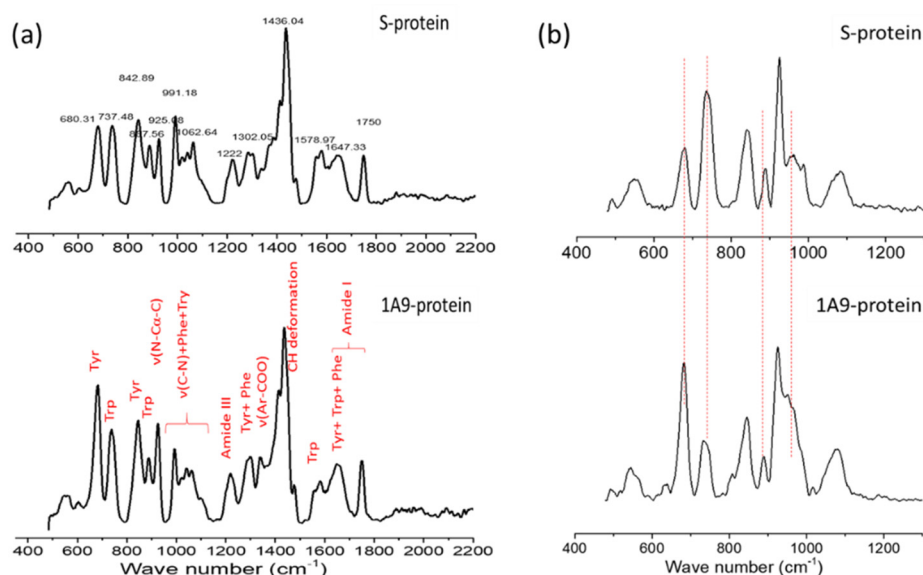 (a)
S-protein
1436.04
842.89
991.18
680.31
737.48
925.08
887.56
1062.64
1222
1302.05
1578.97
1647.33
1750
400 600 800 1000 1200 1400 1600 1800 2000 2200
1A9-protein
Tyr
Trp
Tyr
Trp
ν(N-Cα-C)
ν(C-N)+Phe+Try
Amide III
Tyr+ Phe
ν(Ar-COO)
CH deformation
Trp
Tyr+ Trp+ Phe
Amide I
400 600 800 1000 1200 1400 1600 1800 2000 2200
Wave number (cm⁻¹)
(b)
S-protein
400 600 800 1000 1200
1A9-protein
400 600 800 1000 1200
Wave number (cm⁻¹)